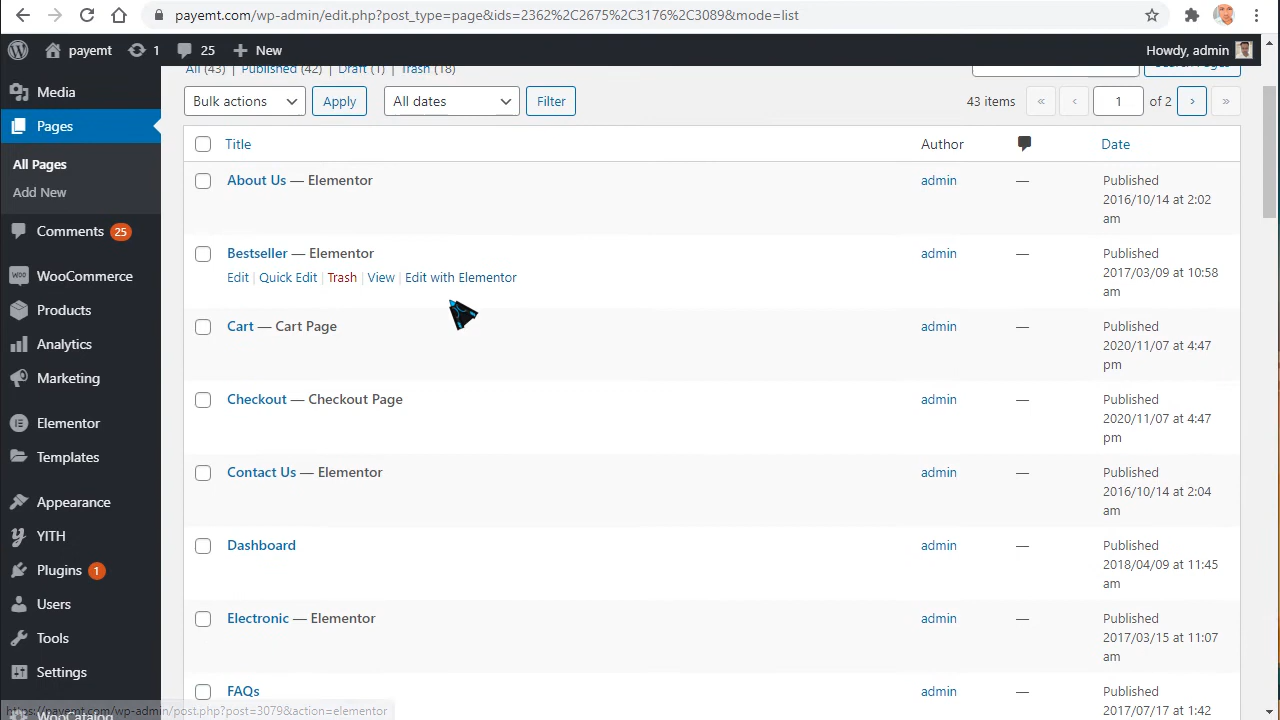 payemt.com/wp-admin/edit.php?post_type=page&ids=2362%2C2675%2C3176%2C3089&mode=list
payemt 1 25 New Howdy, admin
All (43) | Published (42) | Draft (1) | Trash (18)
Search Pages
Bulk actions Apply All dates Filter 43 items « ‹ 1 of 2 › »
Media
Pages
All Pages
Add New
Comments 25
WooCommerce
Products
Analytics
Marketing
Elementor
Templates
Appearance
YITH
Plugins 1
Users
Tools
Settings
WooCatalog
Title Author Date
About Us — Elementor admin — Published
2016/10/14 at 2:02
am
Bestseller — Elementor admin — Published
Edit | Quick Edit | Trash | View | Edit with Elementor 2017/03/09 at 10:58
am
Cart — Cart Page admin — Published
2020/11/07 at 4:47
pm
Checkout — Checkout Page admin — Published
2020/11/07 at 4:47
pm
Contact Us — Elementor admin — Published
2016/10/14 at 2:04
am
Dashboard admin — Published
2018/04/09 at 11:45
am
Electronic — Elementor admin — Published
2017/03/15 at 11:07
am
FAQs admin — Published
2017/07/17 at 1:42
https://payemt.com/wp-admin/post.php?post=3079&action=elementor